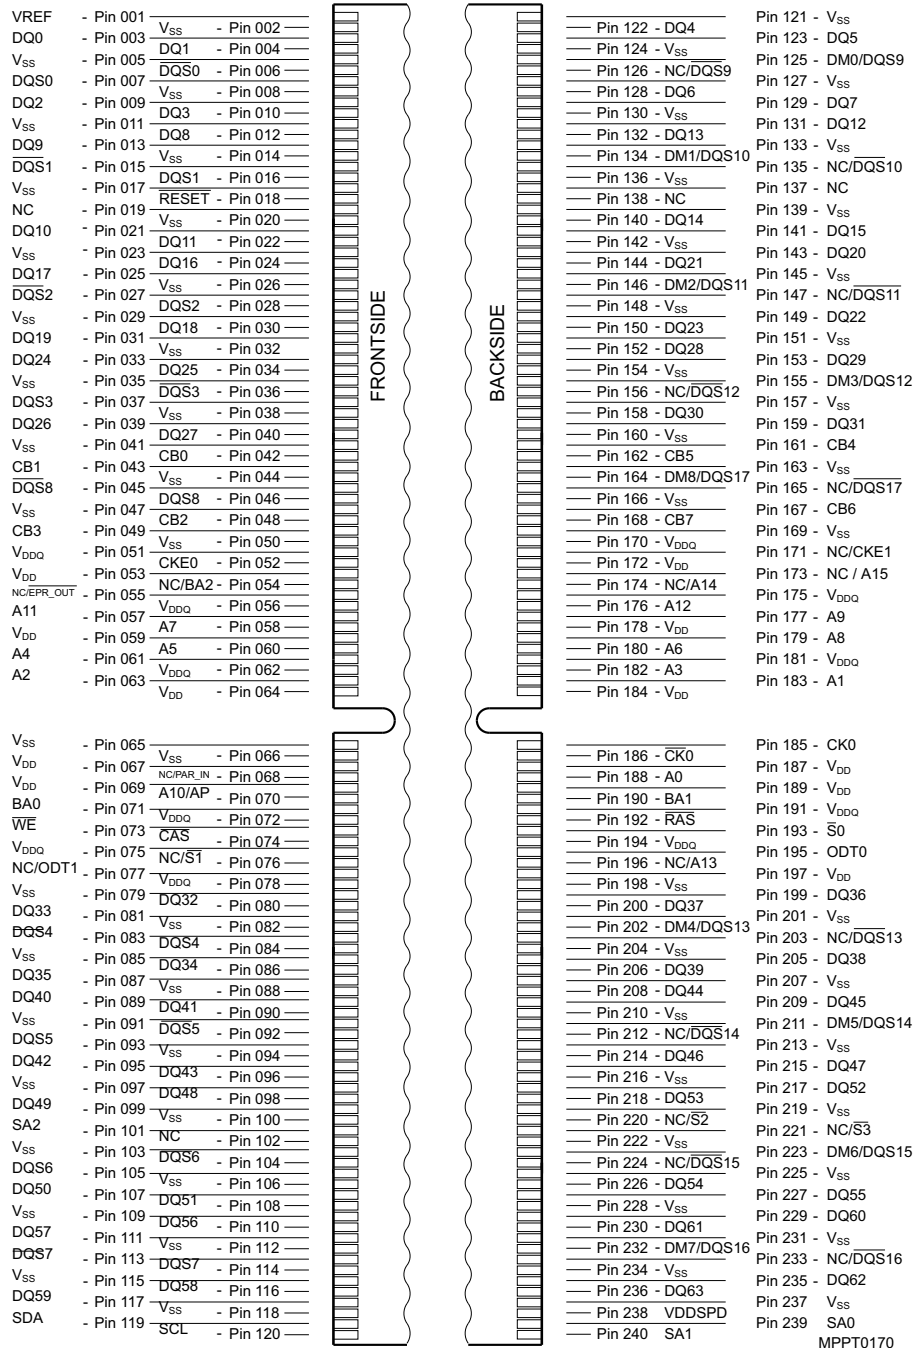 VREF - Pin 001 Pin 121 - VSS
VSS - Pin 002 Pin 122 - DQ4
DQ0 - Pin 003 Pin 123 - DQ5
DQ1 - Pin 004 Pin 124 - VSS
VSS - Pin 005 Pin 125 - DM0/DQS9
DQS0 - Pin 006 Pin 126 - NC/DQS9
DQS0 - Pin 007 Pin 127 - VSS
VSS - Pin 008 Pin 128 - DQ6
DQ2 - Pin 009 Pin 129 - DQ7
DQ3 - Pin 010 Pin 130 - VSS
VSS - Pin 011 Pin 131 - DQ12
DQ8 - Pin 012 Pin 132 - DQ13
DQ9 - Pin 013 Pin 133 - VSS
VSS - Pin 014 Pin 134 - DM1/DQS10
DQS1 - Pin 015 Pin 135 - NC/DQS10
DQS1 - Pin 016 Pin 136 - VSS
VSS - Pin 017 Pin 137 - NC
RESET - Pin 018 Pin 138 - NC
NC - Pin 019 Pin 139 - VSS
VSS - Pin 020 Pin 140 - DQ14
DQ10 - Pin 021 Pin 141 - DQ15
DQ11 - Pin 022 Pin 142 - VSS
VSS - Pin 023 Pin 143 - DQ20
DQ16 - Pin 024 Pin 144 - DQ21
DQ17 - Pin 025 Pin 145 - VSS
VSS - Pin 026 Pin 146 - DM2/DQS11
DQS2 - Pin 027 Pin 147 - NC/DQS11
DQS2 - Pin 028 Pin 148 - VSS
VSS - Pin 029 Pin 149 - DQ22
DQ18 - Pin 030 Pin 150 - DQ23
DQ19 - Pin 031 Pin 151 - VSS
VSS - Pin 032 Pin 152 - DQ28
DQ24 - Pin 033 Pin 153 - DQ29
DQ25 - Pin 034 Pin 154 - VSS
VSS - Pin 035 Pin 155 - DM3/DQS12
DQS3 - Pin 036 Pin 156 - NC/DQS12
DQS3 - Pin 037 Pin 157 - VSS
VSS - Pin 038 Pin 158 - DQ30
DQ26 - Pin 039 Pin 159 - DQ31
DQ27 - Pin 040 Pin 160 - VSS
VSS - Pin 041 Pin 161 - CB4
CB0 - Pin 042 Pin 162 - CB5
CB1 - Pin 043 Pin 163 - VSS
VSS - Pin 044 Pin 164 - DM8/DQS17
DQS8 - Pin 045 Pin 165 - NC/DQS17
DQS8 - Pin 046 Pin 166 - VSS
VSS - Pin 047 Pin 167 - CB6
CB2 - Pin 048 Pin 168 - CB7
CB3 - Pin 049 Pin 169 - VSS
VSS - Pin 050 Pin 170 - VDDQ
VDDQ - Pin 051 Pin 171 - NC/CKE1
CKE0 - Pin 052 Pin 172 - VDD
VDD - Pin 053 Pin 173 - NC / A15
NC/BA2 - Pin 054 Pin 174 - NC/A14
NC/EPR_OUT - Pin 055 Pin 175 - VDDQ
VDDQ - Pin 056 Pin 176 - A12
A11 - Pin 057 Pin 177 - A9
A7 - Pin 058 Pin 178 - VDD
VDD - Pin 059 Pin 179 - A8
A5 - Pin 060 Pin 180 - A6
A4 - Pin 061 Pin 181 - VDDQ
VDDQ - Pin 062 Pin 182 - A3
A2 - Pin 063 Pin 183 - A1
VDD - Pin 064 Pin 184 - VDD
FRONTSIDE
BACKSIDE
VSS - Pin 065 Pin 185 - CK0
VSS - Pin 066 Pin 186 - CK0
VDD - Pin 067 Pin 187 - VDD
NC/PAR_IN - Pin 068 Pin 188 - A0
VDD - Pin 069 Pin 189 - VDD
A10/AP - Pin 070 Pin 190 - BA1
BA0 - Pin 071 Pin 191 - VDDQ
VDDQ - Pin 072 Pin 192 - RAS
WE - Pin 073 Pin 193 - S0
CAS - Pin 074 Pin 194 - VDDQ
VDDQ - Pin 075 Pin 195 - ODT0
NC/S1 - Pin 076 Pin 196 - NC/A13
NC/ODT1 - Pin 077 Pin 197 - VDD
VDDQ - Pin 078 Pin 198 - VSS
VSS - Pin 079 Pin 199 - DQ36
DQ32 - Pin 080 Pin 200 - DQ37
DQ33 - Pin 081 Pin 201 - VSS
VSS - Pin 082 Pin 202 - DM4/DQS13
DQS4 - Pin 083 Pin 203 - NC/DQS13
DQS4 - Pin 084 Pin 204 - VSS
VSS - Pin 085 Pin 205 - DQ38
DQ34 - Pin 086 Pin 206 - DQ39
DQ35 - Pin 087 Pin 207 - VSS
VSS - Pin 088 Pin 208 - DQ44
DQ40 - Pin 089 Pin 209 - DQ45
DQ41 - Pin 090 Pin 210 - VSS
VSS - Pin 091 Pin 211 - DM5/DQS14
DQS5 - Pin 092 Pin 212 - NC/DQS14
DQS5 - Pin 093 Pin 213 - VSS
VSS - Pin 094 Pin 214 - DQ46
DQ42 - Pin 095 Pin 215 - DQ47
DQ43 - Pin 096 Pin 216 - VSS
VSS - Pin 097 Pin 217 - DQ52
DQ48 - Pin 098 Pin 218 - DQ53
DQ49 - Pin 099 Pin 219 - VSS
VSS - Pin 100 Pin 220 - NC/S2
SA2 - Pin 101 Pin 221 - NC/S3
NC - Pin 102 Pin 222 - VSS
VSS - Pin 103 Pin 223 - DM6/DQS15
DQS6 - Pin 104 Pin 224 - NC/DQS15
DQS6 - Pin 105 Pin 225 - VSS
VSS - Pin 106 Pin 226 - DQ54
DQ50 - Pin 107 Pin 227 - DQ55
DQ51 - Pin 108 Pin 228 - VSS
VSS - Pin 109 Pin 229 - DQ60
DQ56 - Pin 110 Pin 230 - DQ61
DQ57 - Pin 111 Pin 231 - VSS
VSS - Pin 112 Pin 232 - DM7/DQS16
DQS7 - Pin 113 Pin 233 - NC/DQS16
DQS7 - Pin 114 Pin 234 - VSS
VSS - Pin 115 Pin 235 - DQ62
DQ58 - Pin 116 Pin 236 - DQ63
DQ59 - Pin 117 Pin 237 VSS
VSS - Pin 118 Pin 238 VDDSPD
SDA - Pin 119 Pin 239 SA0
SCL - Pin 120 Pin 240 SA1
MPPT0170